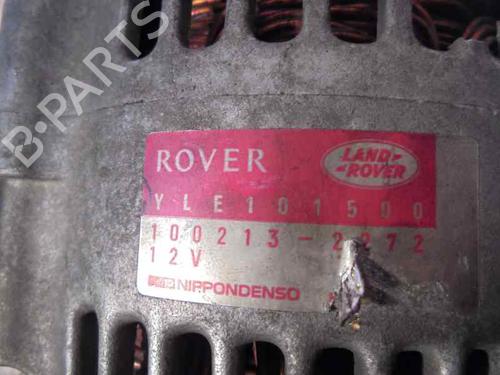 B-PARTS
ROVER
LAND-
ROVER
YLE101500
100213-2272
12V
NIPPONDENSO